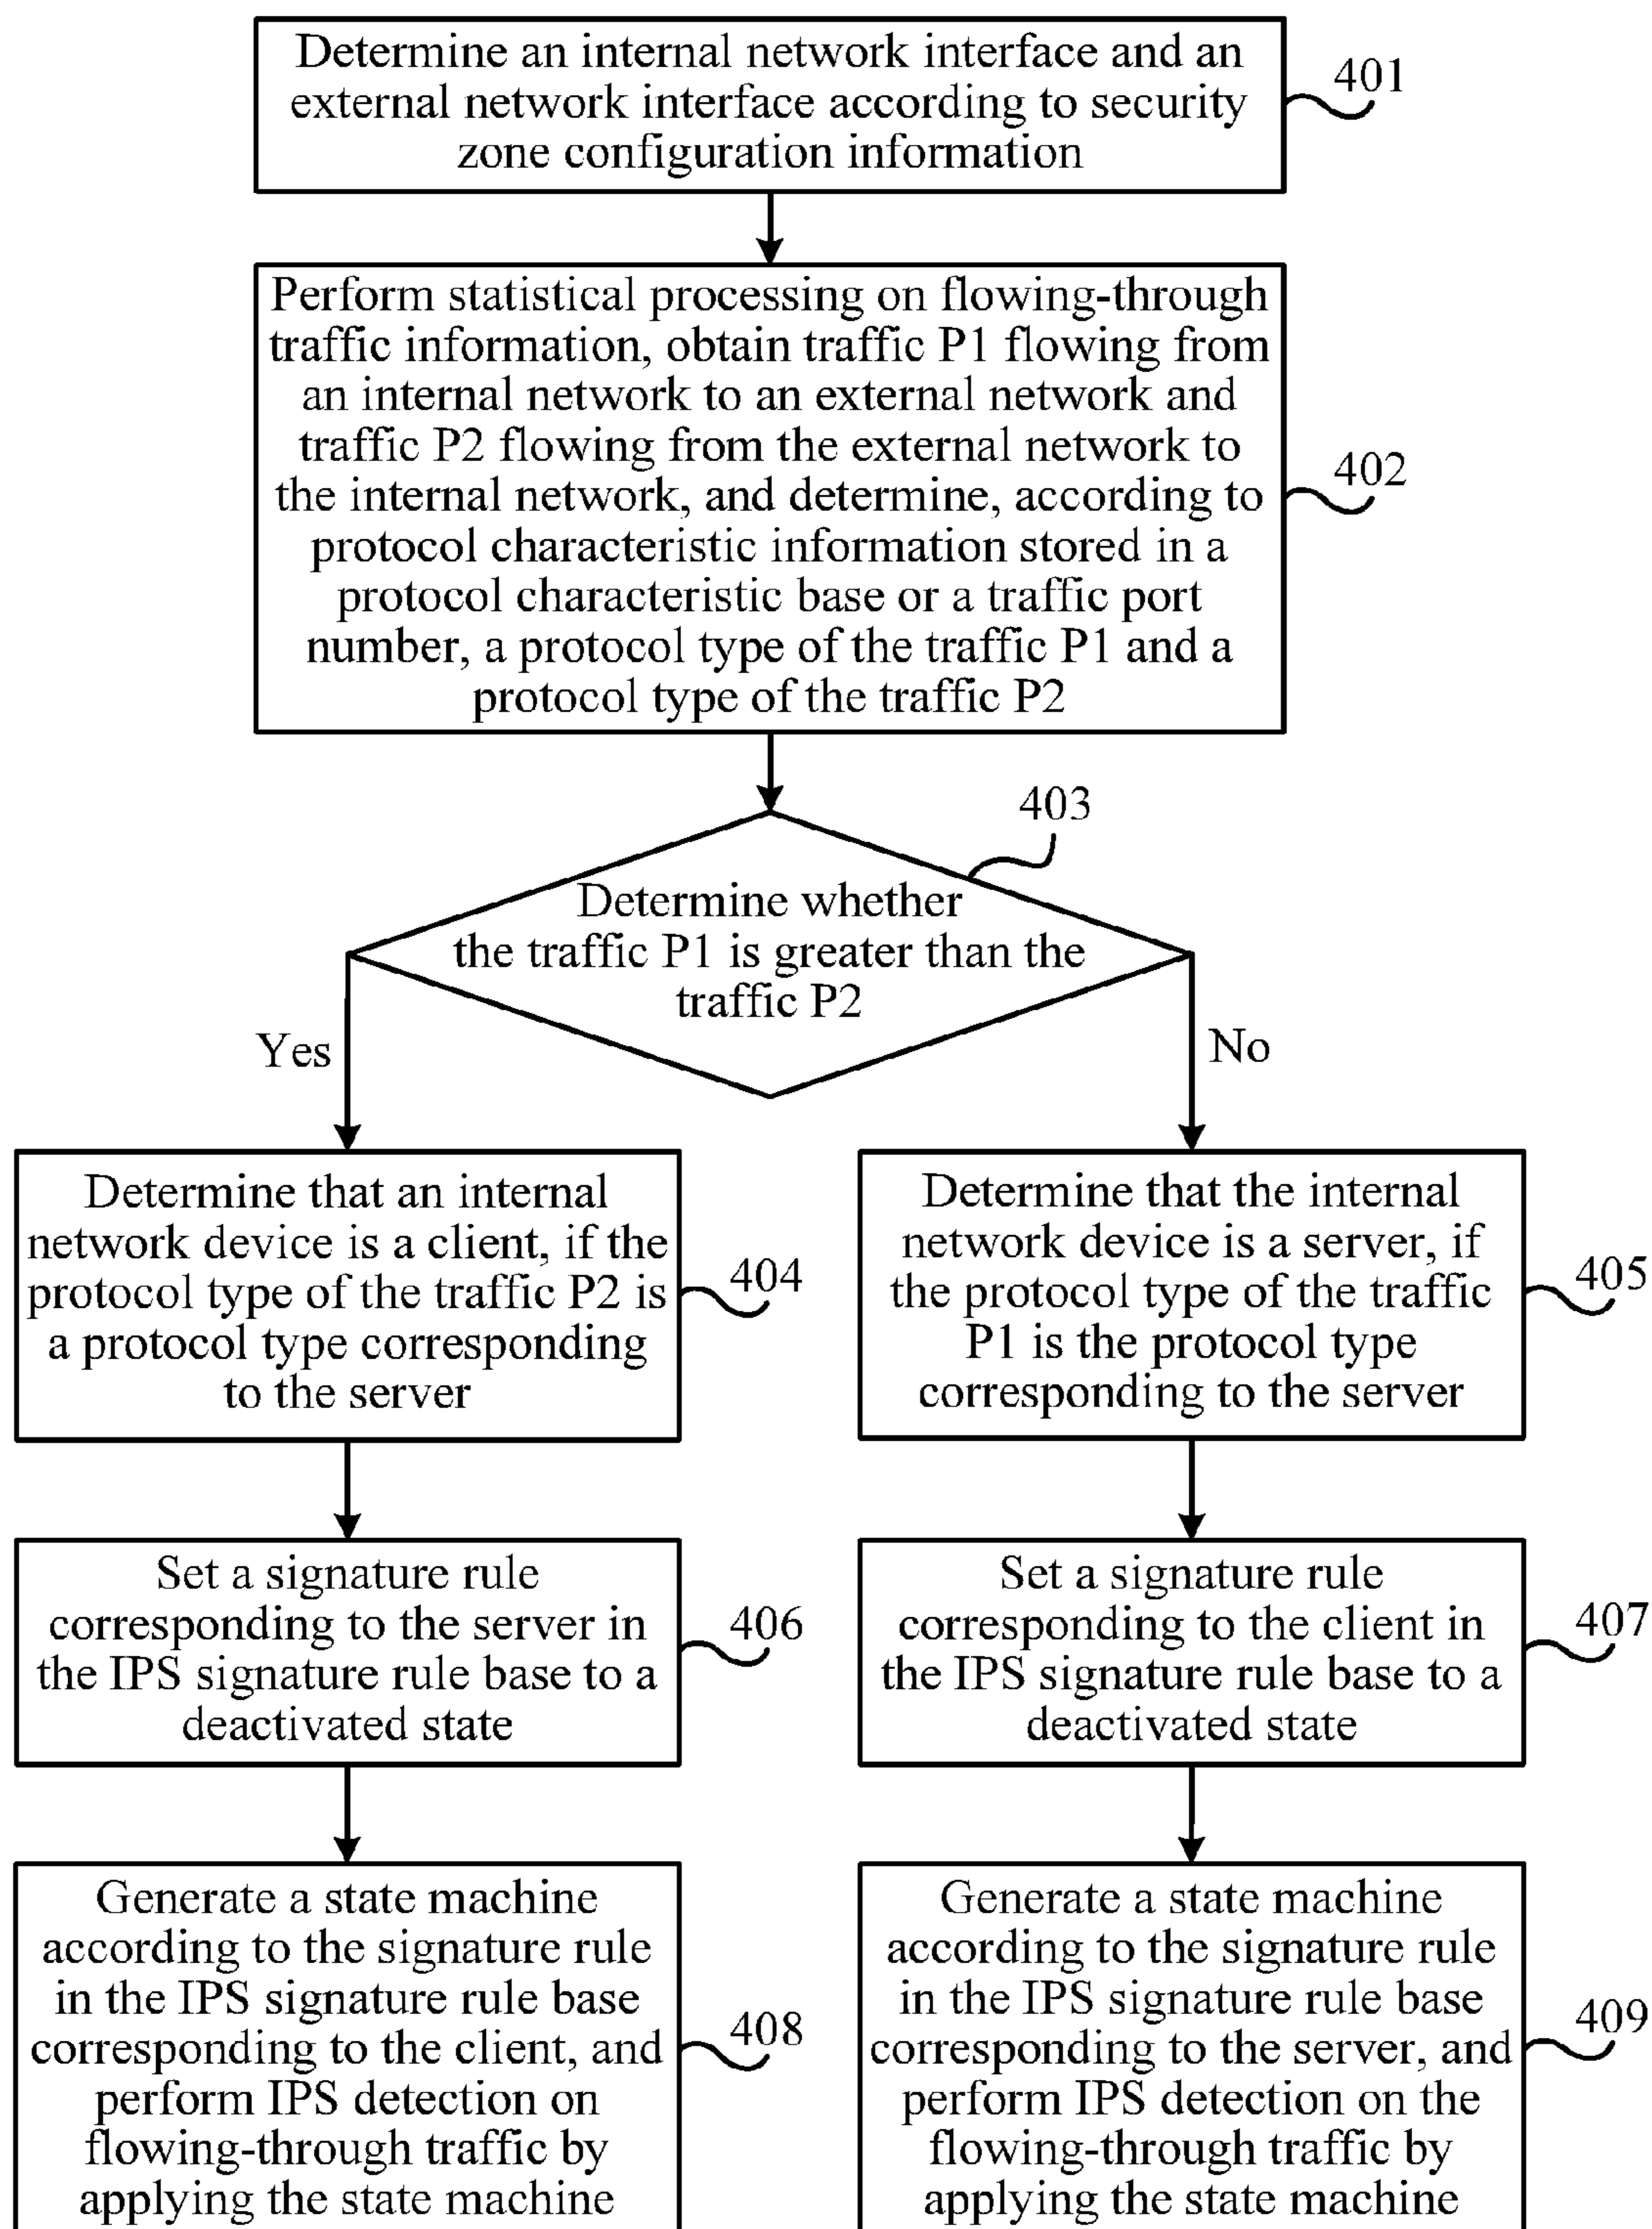 Determine an internal network interface and an
external network interface according to security
zone configuration information
401
Perform statistical processing on flowing-through
traffic information, obtain traffic P1 flowing from
an internal network to an external network and
traffic P2 flowing from the external network to
the internal network, and determine, according to
protocol characteristic information stored in a
protocol characteristic base or a traffic port
number, a protocol type of the traffic P1 and a
protocol type of the traffic P2
402
403
Determine whether
the traffic P1 is greater than the
traffic P2
Yes
No
Determine that an internal
network device is a client, if the
protocol type of the traffic P2 is
a protocol type corresponding
to the server
404
Determine that the internal
network device is a server, if
the protocol type of the traffic
P1 is the protocol type
corresponding to the server
405
Set a signature rule
corresponding to the server in
the IPS signature rule base to a
deactivated state
406
Set a signature rule
corresponding to the client in
the IPS signature rule base to a
deactivated state
407
Generate a state machine
according to the signature rule
in the IPS signature rule base
corresponding to the client, and
perform IPS detection on
flowing-through traffic by
applying the state machine
408
Generate a state machine
according to the signature rule
in the IPS signature rule base
corresponding to the server, and
perform IPS detection on the
flowing-through traffic by
applying the state machine
409